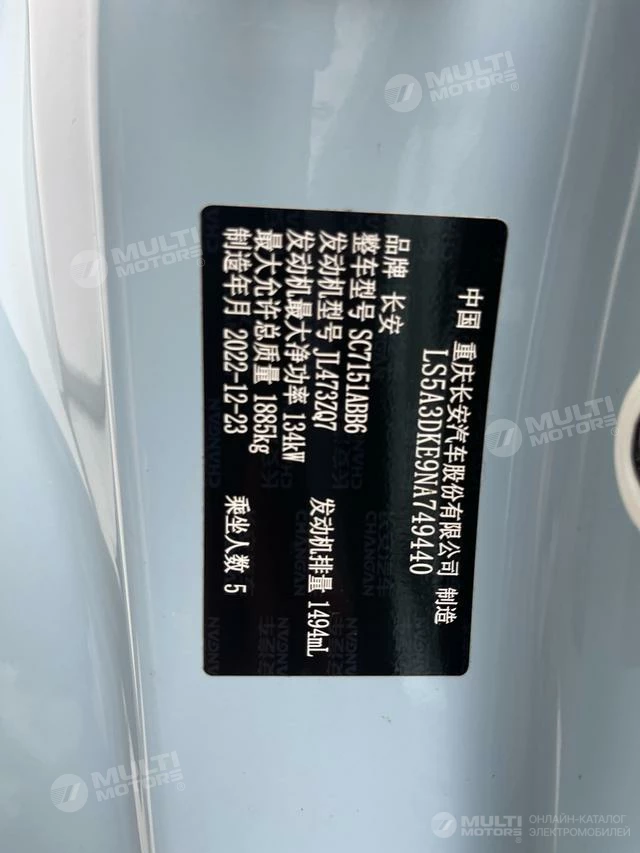 中国 重庆长安汽车股份有限公司 制造
LS5A3DKE9NA749440
品牌 长安
整车型号 SC7151ABB6
发动机型号 JL473ZQ7 发动机排量 1494mL
发动机最大净功率 134kW
最大允许总质量 1885kg
制造年月 2022-12-23 乘坐人数 5
MULTI
MOTORS®
MULTI
MOTORS®
MULTI
MOTORS
MULTI
MOTORS®
MULTI
MOTORS®
ОНЛАЙН-КАТАЛОГ
ЭЛЕКТРОМОБИЛЕЙ